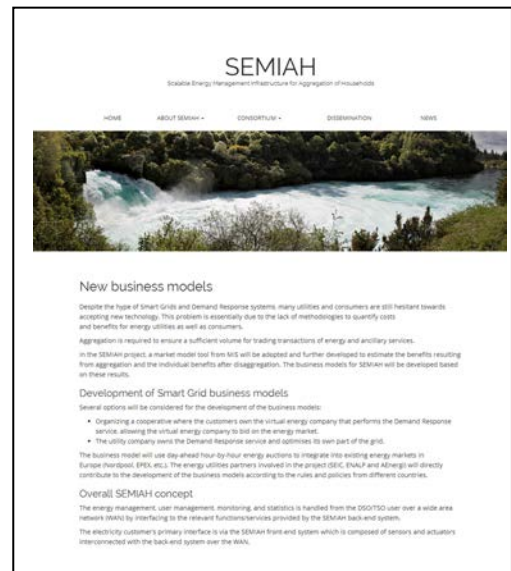 SEMIAH
Scalable Energy Management Infrastructure for Aggregation of Households
HOME ABOUT SEMIAH CONSORTIUM DISSEMINATION NEWS
New business models
Despite the hype of Smart Grids and Demand Response systems, many utilities and consumers are still hesitant towards
accepting new technology. This problem is essentially due to the lack of methodologies to quantify costs
and benefits for energy utilities as well as consumers.
Aggregation is required to ensure a sufficient volume for trading transactions of energy and ancillary services.
In the SEMIAH project, a market model tool from MIS will be adopted and further developed to estimate the benefits resulting
from aggregation and the individual benefits after disaggregation. The business models for SEMIAH will be developed based
on these results.
Development of Smart Grid business models
Several options will be considered for the development of the business models:
• Organizing a cooperative where the customers own the virtual energy company that performs the Demand Response
service, allowing the virtual energy company to bid on the energy market.
• The utility company owns the Demand Response service and optimises its own part of the grid.
The business model will use day-ahead hour-by-hour energy auctions to integrate into existing energy markets in
Europe (Nordpool, EPEX, etc.). The energy utilities partners involved in the project (SEIC, ENALP and AEnergi) will directly
contribute to the development of the business models according to the rules and policies from different countries.
Overall SEMIAH concept
The energy management, user management, monitoring, and statistics is handled from the DSO/TSO user over a wide area
network (WAN) by interfacing to the relevant functions/services provided by the SEMIAH back-end system.
The electricity customer's primary interface is via the SEMIAH front-end system which is composed of sensors and actuators
interconnected with the back-end system over the WAN.